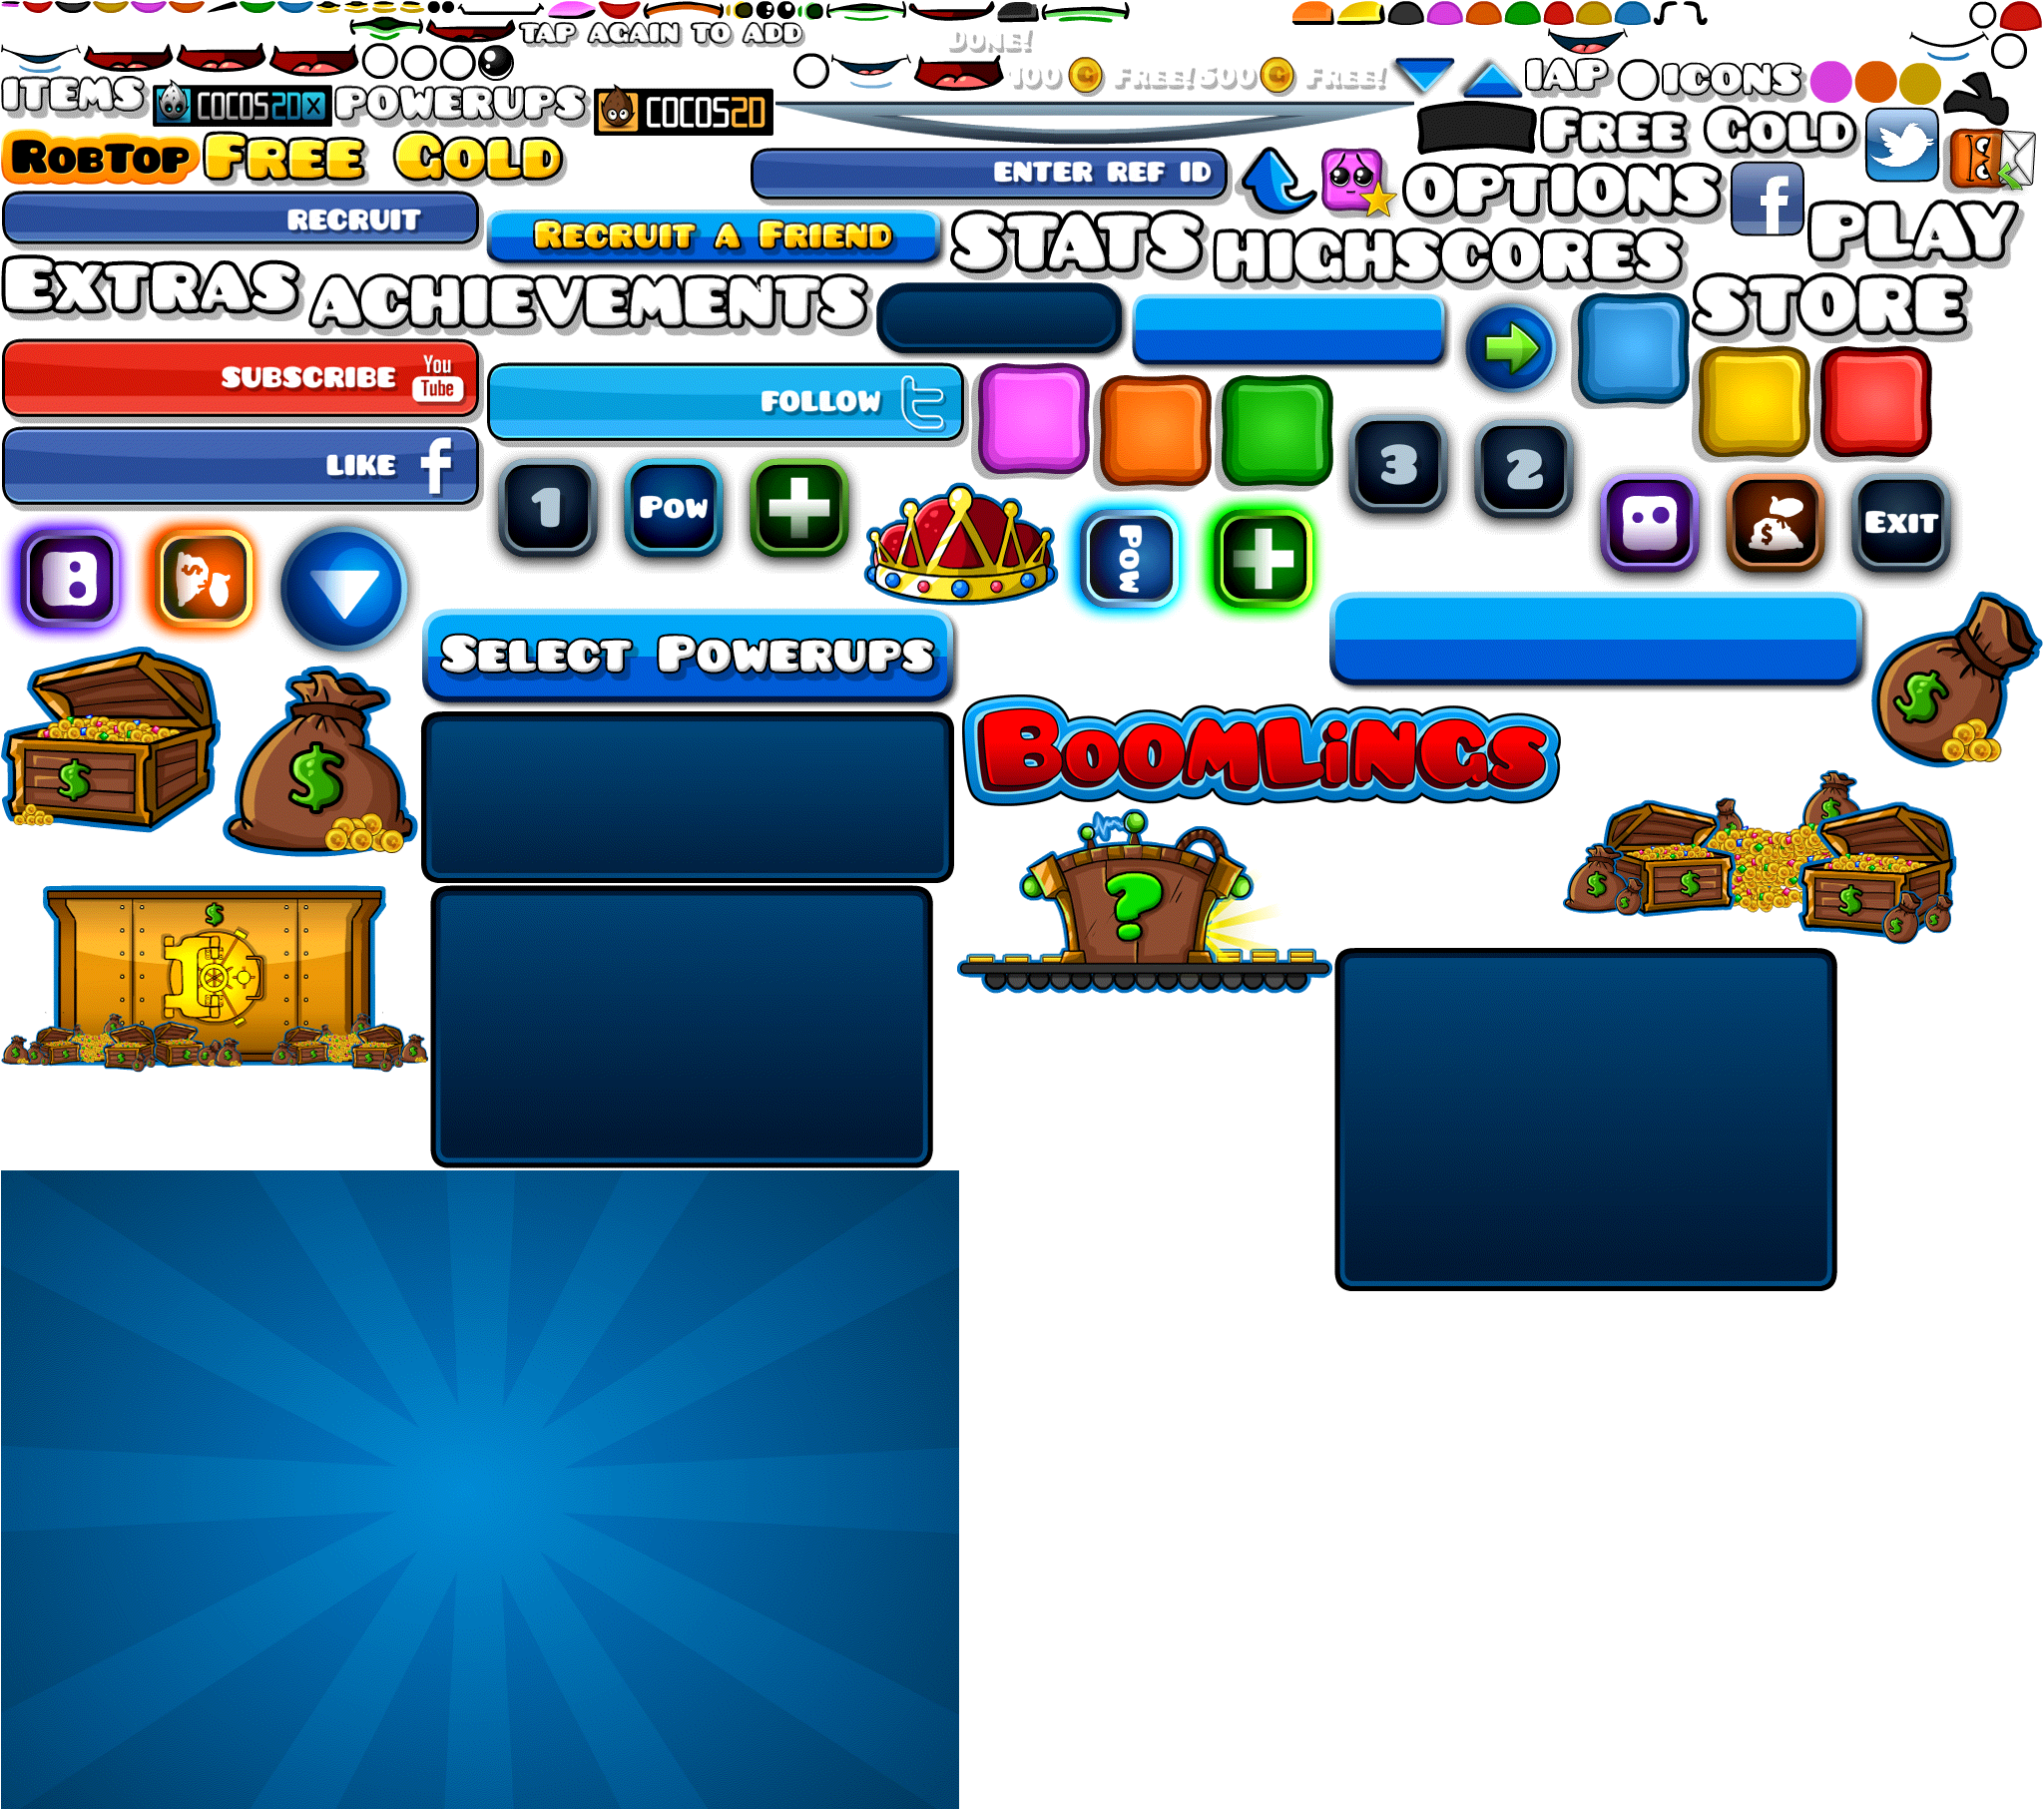 TAP AGAIN TO ADD
DONE!
100 G FREE!
500 G FREE!
IAP
ICONS
ITEMS
COCOS2DX
POWERUPS
COCOS2D
FREE GOLD
ROBTOP
FREE GOLD
ENTER REF ID
OPTIONS
RECRUIT
RECRUIT A FRIEND
STATS
HIGHSCORES
f
PLAY
EXTRAS
ACHIEVEMENTS
STORE
SUBSCRIBE You Tube
FOLLOW t
LIKE f
1
POW
3
2
POW
EXIT
$
SELECT POWERUPS
$
$
$
BOOMLINGS
?
$
$
$